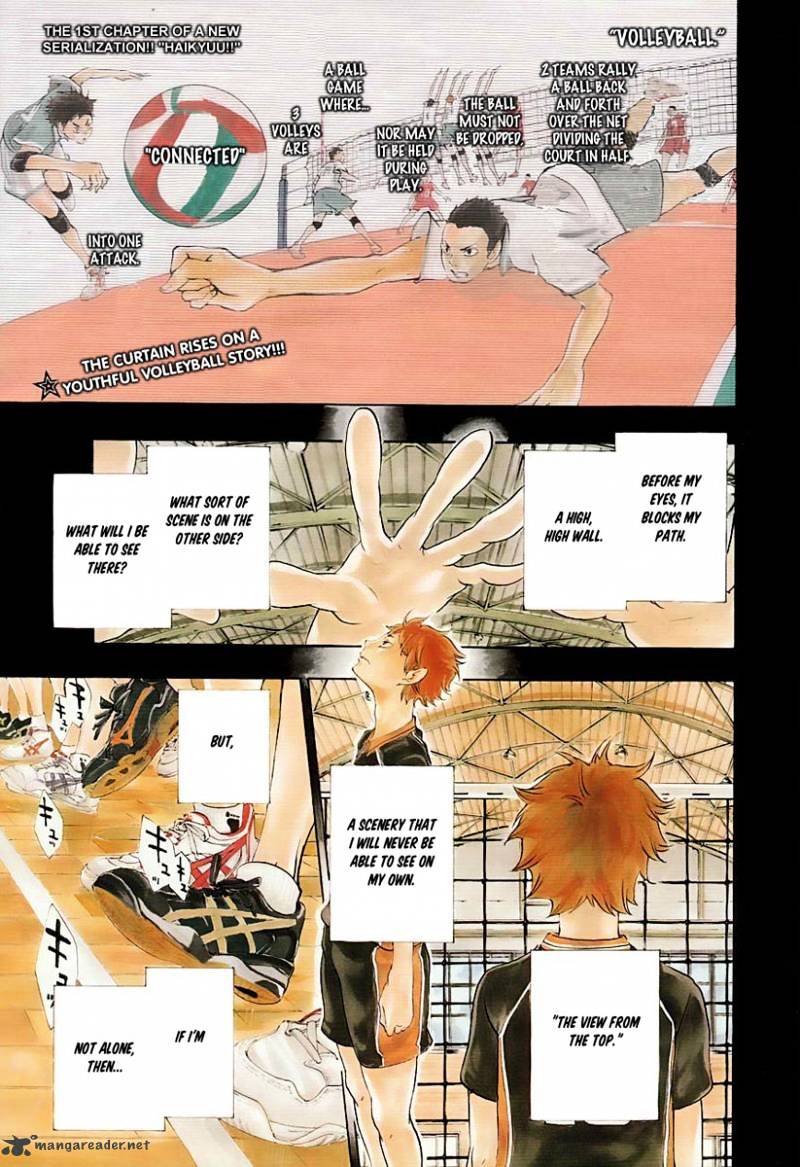 THE 1ST CHAPTER OF A NEW
SERIALIZATION!! "HAIKYUU!!"
"VOLLEYBALL."
2 TEAMS RALLY
A BALL BACK
AND FORTH
OVER THE NET
DIVIDING THE
COURT IN HALF.
THE BALL
MUST NOT
BE DROPPED,
NOR MAY
IT BE HELD
DURING
PLAY.
A BALL
GAME
WHERE...
3
VOLLEYS
ARE
"CONNECTED"
INTO ONE
ATTACK.
THE CURTAIN RISES ON A
YOUTHFUL VOLLEYBALL STORY!!!
BEFORE MY
EYES, IT
BLOCKS MY
PATH.
A HIGH,
HIGH WALL.
WHAT SORT OF
SCENE IS ON THE
OTHER SIDE?
WHAT WILL I BE
ABLE TO SEE
THERE?
"THE VIEW FROM
THE TOP."
A SCENERY THAT
I WILL NEVER BE
ABLE TO SEE ON
MY OWN.
BUT,
IF I'M
NOT ALONE,
THEN...
mangareader.net